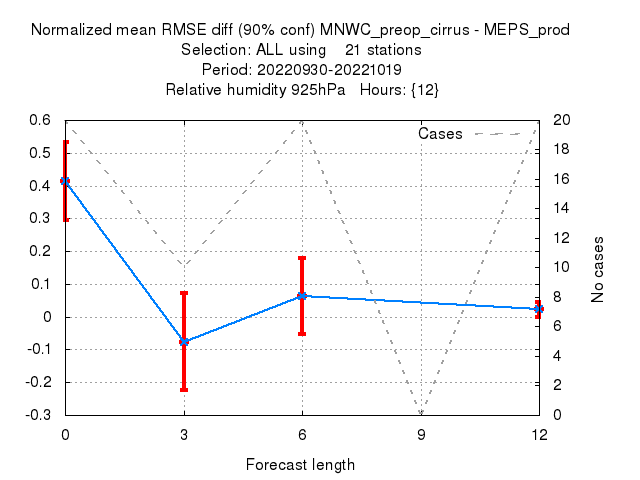 Normalized mean RMSE diff (90% conf) MNWC_preop_cirrus - MEPS_prod
Selection: ALL using    21 stations
Period: 20220930-20221019
Relative humidity 925hPa   Hours: {12}
Cases
0.6
0.5
0.4
0.3
0.2
0.1
0
-0.1
-0.2
-0.3
20
18
16
14
12
10
8
6
4
2
0
No cases
0 3 6 9 12
Forecast length